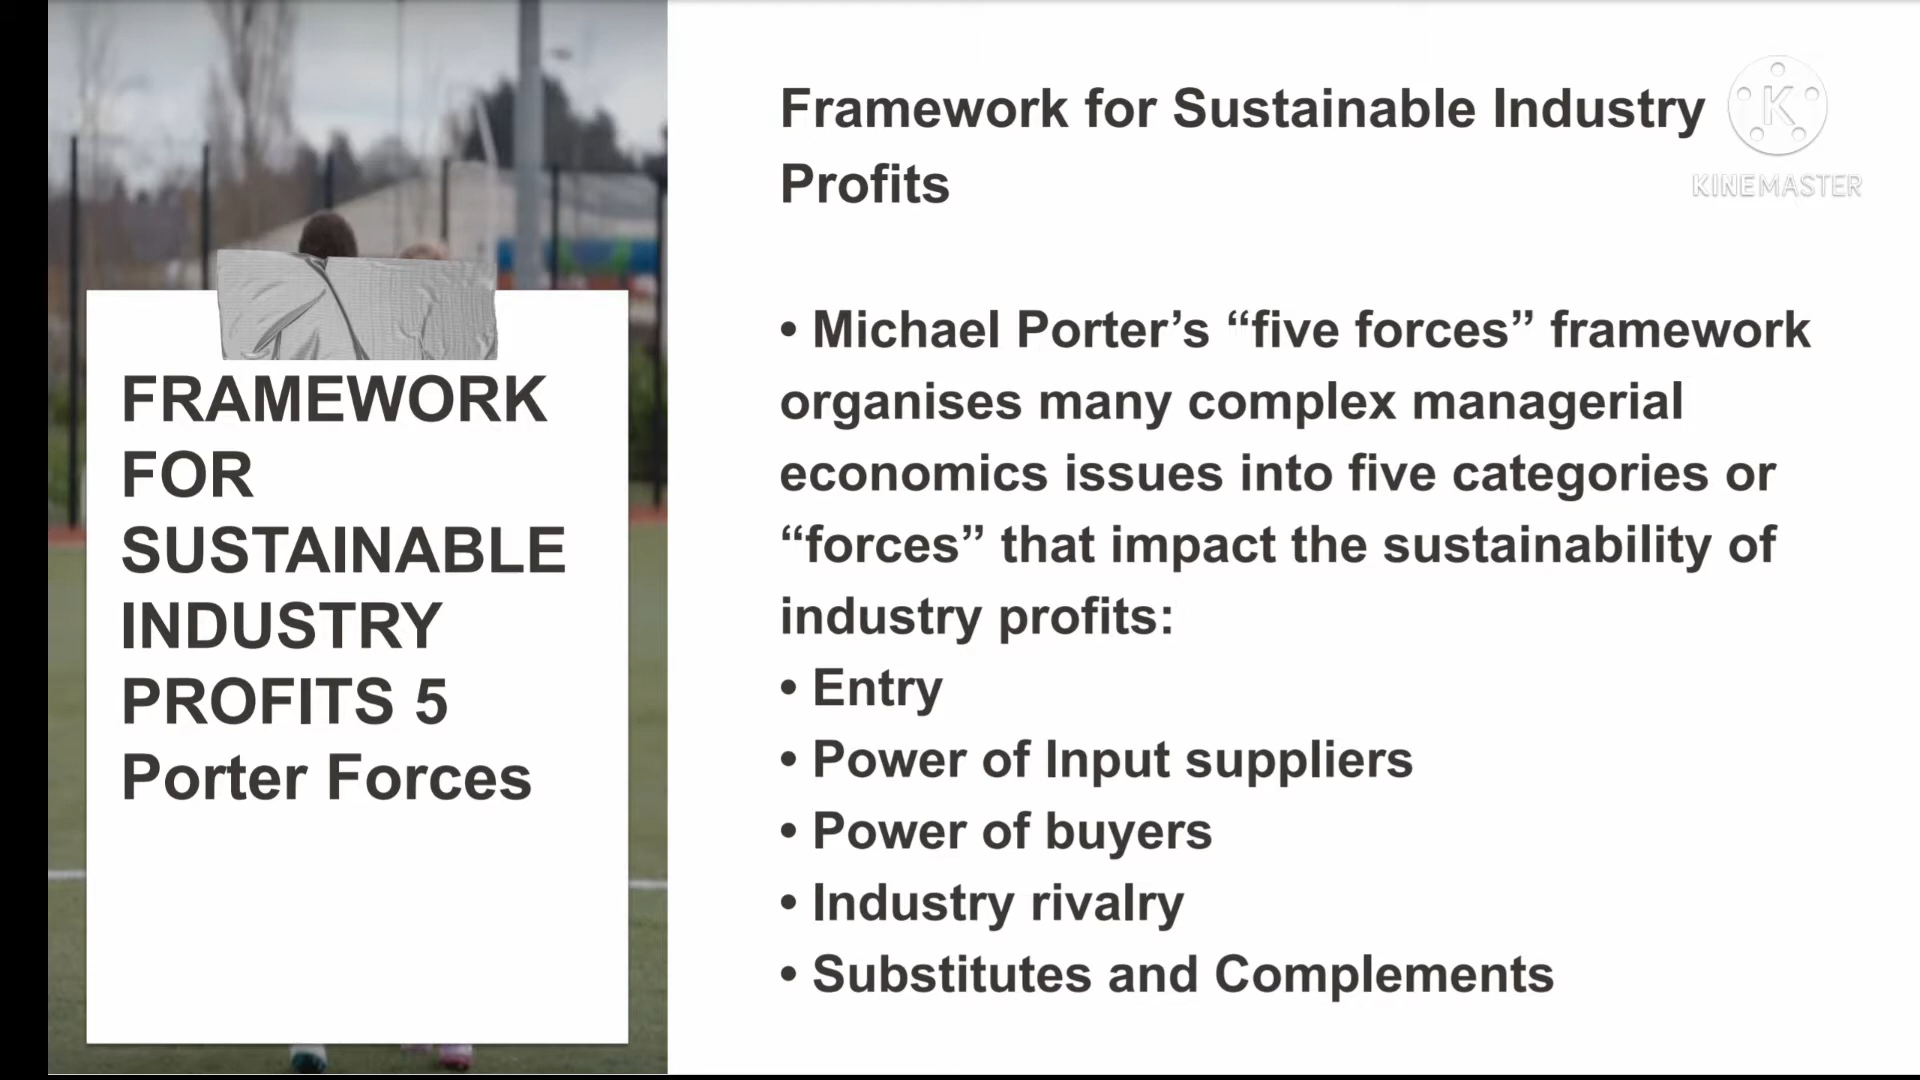 FRAMEWORK
FOR
SUSTAINABLE
INDUSTRY
PROFITS 5
Porter Forces
Framework for Sustainable Industry
Profits
• Michael Porter’s “five forces” framework
organises many complex managerial
economics issues into five categories or
“forces” that impact the sustainability of
industry profits:
• Entry
• Power of Input suppliers
• Power of buyers
• Industry rivalry
• Substitutes and Complements
K
KINEMASTER